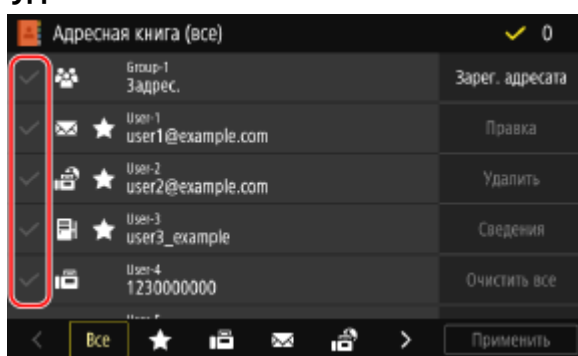 Адресная книга (все)
0
Group-1
3адрес.
Зарег. адресата
User-1
user1@example.com
Правка
User-2
user2@example.com
Удалить
User-3
user3_example
Сведения
User-4
1230000000
Очистить все
Все
Применить